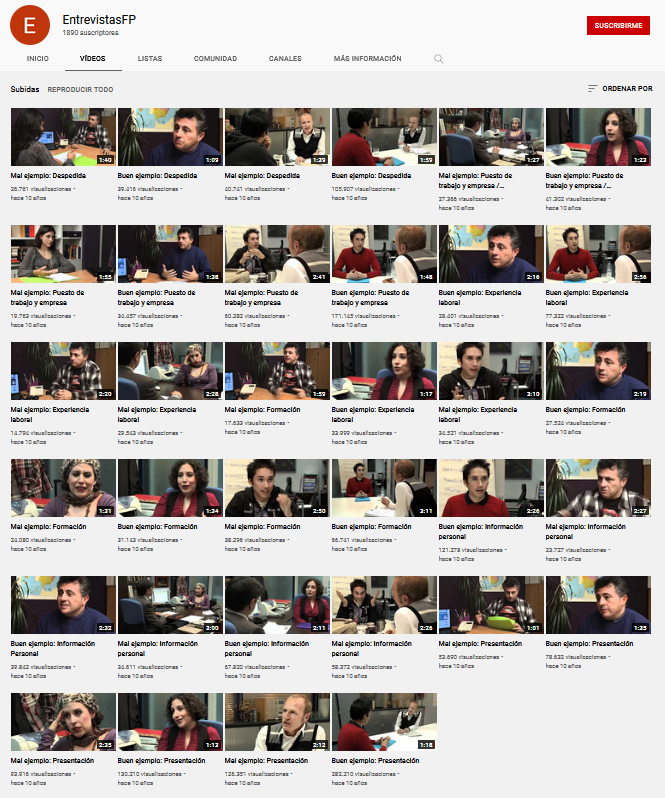 E
EntrevistasFP
1890 suscriptores
SUSCRIBIRME
INICIO VÍDEOS LISTAS COMUNIDAD CANALES MÁS INFORMACIÓN
Subidas REPRODUCIR TODO ORDENAR POR
1:40 1:09 1:39 1:59 1:27 1:23
Mal ejemplo: Despedida Buen ejemplo: Despedida Mal ejemplo: Despedida Buen ejemplo: Despedida Mal ejemplo: Puesto de Buen ejemplo: Puesto de
trabajo y empresa /... trabajo y empresa /...
26.761 visualizaciones · 39.416 visualizaciones · 40.741 visualizaciones · 105.907 visualizaciones · 27.366 visualizaciones · 41.302 visualizaciones ·
hace 10 años hace 10 años hace 10 años hace 10 años hace 10 años hace 10 años
1:55 1:38 2:41 1:48 2:16 2:56
Mal ejemplo: Puesto de Buen ejemplo: Puesto de Mal ejemplo: Puesto de Buen ejemplo: Puesto de Buen ejemplo: Experiencia Buen ejemplo: Experiencia
trabajo y empresa trabajo y empresa trabajo y empresa trabajo y empresa laboral laboral
19.763 visualizaciones · 34.457 visualizaciones · 60.282 visualizaciones · 171.145 visualizaciones · 28.401 visualizaciones · 77.322 visualizaciones ·
hace 10 años hace 10 años hace 10 años hace 10 años hace 10 años hace 10 años
2:20 2:28 1:59 1:17 3:10 2:19
Mal ejemplo: Experiencia Mal ejemplo: Experiencia Mal ejemplo: Formación Buen ejemplo: Experiencia Mal ejemplo: Experiencia Buen ejemplo: Formación
laboral laboral laboral laboral
14.794 visualizaciones · 29.543 visualizaciones · 17.633 visualizaciones · 33.999 visualizaciones · 34.521 visualizaciones · 27.534 visualizaciones ·
hace 10 años hace 10 años hace 10 años hace 10 años hace 10 años hace 10 años
1:31 1:34 2:50 2:11 2:26 2:27
Mal ejemplo: Formación Buen ejemplo: Formación Mal ejemplo: Formación Buen ejemplo: Formación Buen ejemplo: Información Mal ejemplo: Información
personal personal
24.080 visualizaciones · 31.143 visualizaciones · 38.296 visualizaciones · 66.741 visualizaciones · 121.278 visualizaciones · 23.727 visualizaciones ·
hace 10 años hace 10 años hace 10 años hace 10 años hace 10 años hace 10 años
2:32 3:00 2:11 2:26 1:01 1:35
Buen ejemplo: Información Mal ejemplo: Información Buen ejemplo: Información Mal ejemplo: Información Mal ejemplo: Presentación Buen ejemplo: Presentación
Personal personal personal personal
39.842 visualizaciones · 34.611 visualizaciones · 67.820 visualizaciones · 58.372 visualizaciones · 53.690 visualizaciones · 78.632 visualizaciones ·
hace 10 años hace 10 años hace 10 años hace 10 años hace 10 años hace 10 años
2:35 1:13 2:12 1:18
Mal ejemplo: Presentación Buen ejemplo: Presentación Mal ejemplo: Presentación Buen ejemplo: Presentación
93.916 visualizaciones · 130.210 visualizaciones · 126.351 visualizaciones · 282.210 visualizaciones ·
hace 10 años hace 10 años hace 10 años hace 10 años